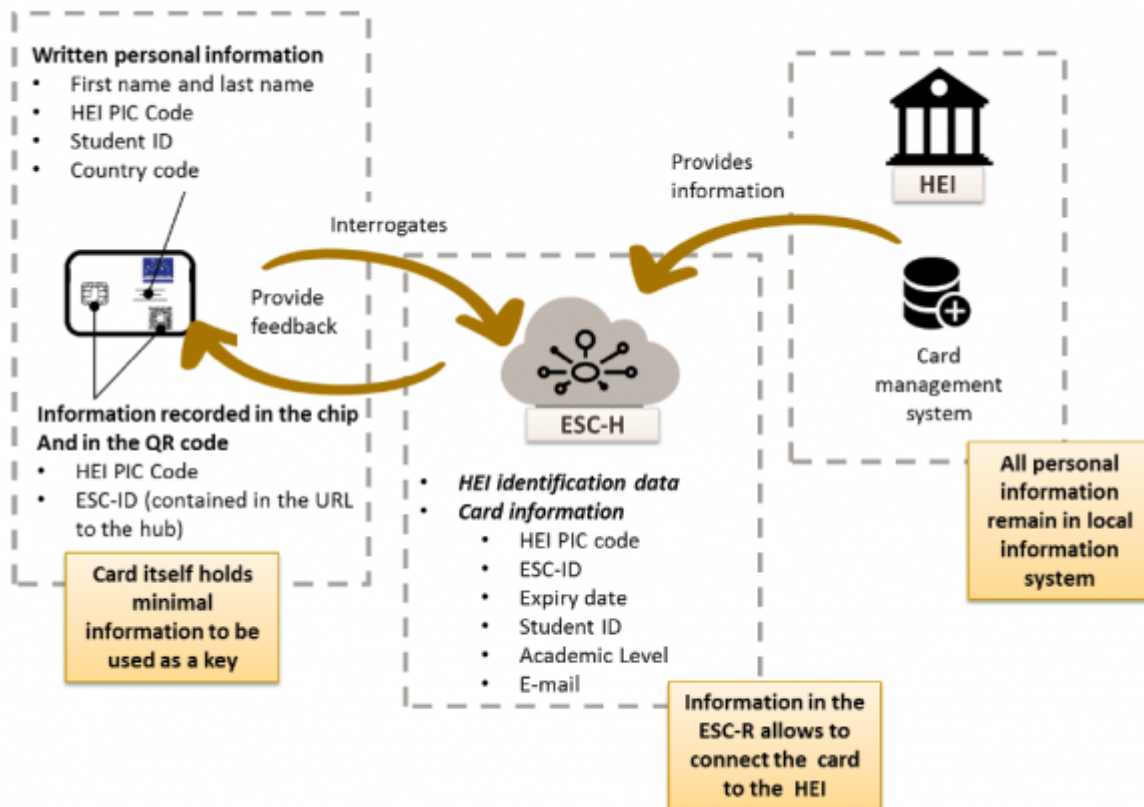 Written personal information
• First name and last name
• HEI PIC Code
• Student ID
• Country code
Interrogates
Provide
feedback
Information recorded in the chip
And in the QR code
• HEI PIC Code
• ESC-ID (contained in the URL
to the hub)
Card itself holds
minimal
information to be
used as a key
ESC-H
• HEI identification data
• Card information
• HEI PIC code
• ESC-ID
• Expiry date
• Student ID
• Academic Level
• E-mail
Information in the
ESC-R allows to
connect the card
to the HEI
Provides
information
HEI
Card
management
system
All personal
information
remain in local
information
system